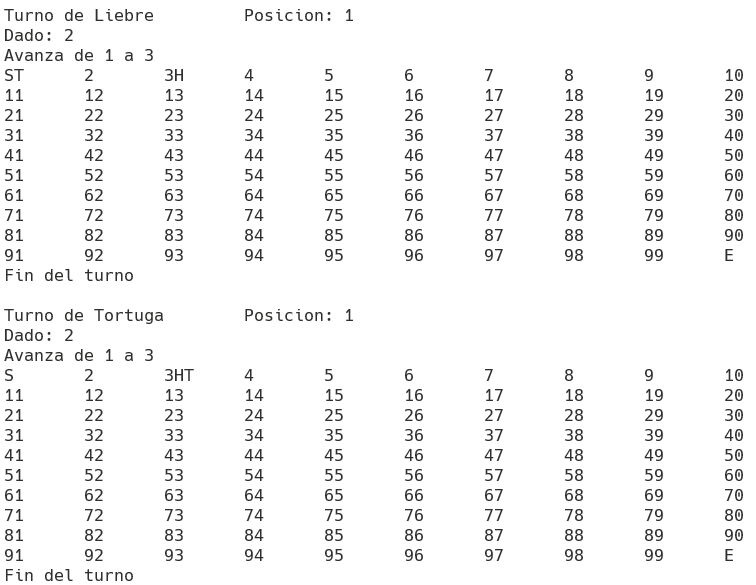 Turno de Liebre Posicion: 1
Dado: 2
Avanza de 1 a 3
ST 2 3H 4 5 6 7 8 9 10
11 12 13 14 15 16 17 18 19 20
21 22 23 24 25 26 27 28 29 30
31 32 33 34 35 36 37 38 39 40
41 42 43 44 45 46 47 48 49 50
51 52 53 54 55 56 57 58 59 60
61 62 63 64 65 66 67 68 69 70
71 72 73 74 75 76 77 78 79 80
81 82 83 84 85 86 87 88 89 90
91 92 93 94 95 96 97 98 99 E
Fin del turno

Turno de Tortuga Posicion: 1
Dado: 2
Avanza de 1 a 3
S 2 3HT 4 5 6 7 8 9 10
11 12 13 14 15 16 17 18 19 20
21 22 23 24 25 26 27 28 29 30
31 32 33 34 35 36 37 38 39 40
41 42 43 44 45 46 47 48 49 50
51 52 53 54 55 56 57 58 59 60
61 62 63 64 65 66 67 68 69 70
71 72 73 74 75 76 77 78 79 80
81 82 83 84 85 86 87 88 89 90
91 92 93 94 95 96 97 98 99 E
Fin del turno